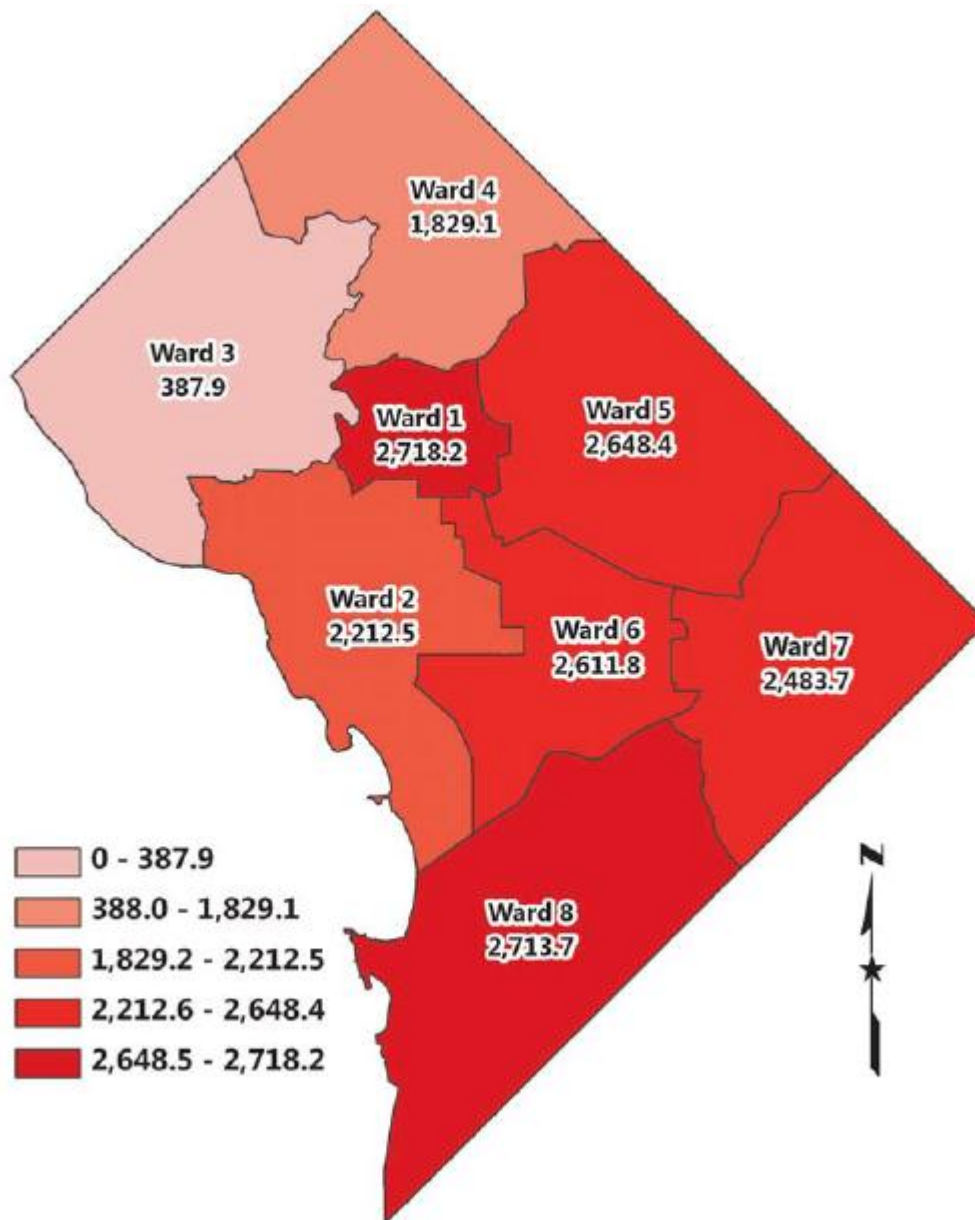 Ward 4
1,829.1
Ward 3
387.9
Ward 1
2,718.2
Ward 5
2,648.4
Ward 2
2,212.5
Ward 6
2,611.8
Ward 7
2,483.7
Ward 8
2,713.7
0 - 387.9
388.0 - 1,829.1
1,829.2 - 2,212.5
2,212.6 - 2,648.4
2,648.5 - 2,718.2
N